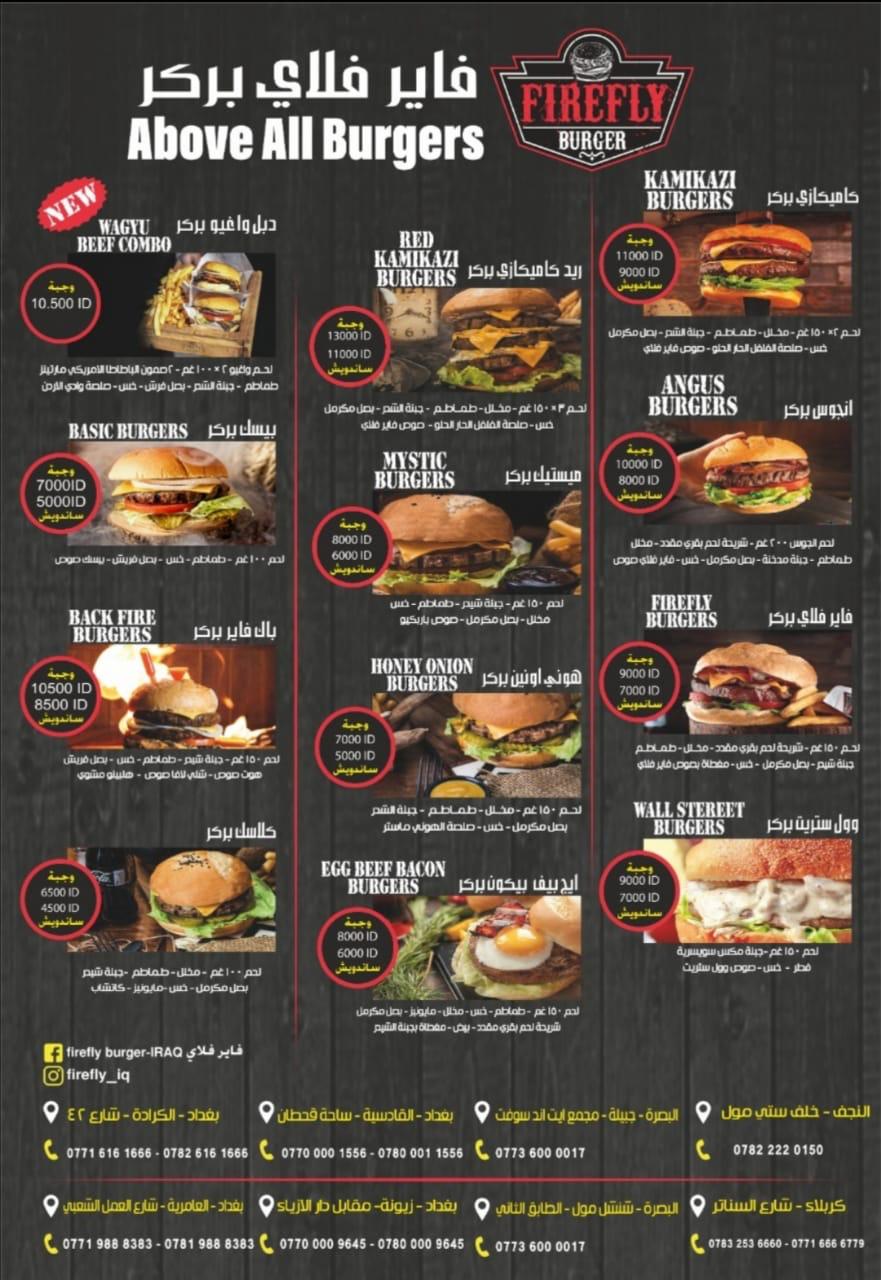 فاير فلاي بركر
Above All Burgers
FIREFLY
BURGER
NEW
WAGYU
BEEF COMBO
دبل واغيو بركر
وجبة
10.500 ID
لحم واغيو ٢ × ١٠٠ غم - ٢ صمون الباطاطا الامريكي مارتينز
طماطم - جبنة الشدر - بصل فرش - خس - صلصة وادي الاردن
BASIC BURGERS
بيسك بركر
وجبة
7000ID
5000ID
ساندويش
لحم ١٠٠ غم - طماطم - خس - بصل فريش - بيسك صوص
BACK FIRE
BURGERS
باك فاير بركر
وجبة
10500 ID
8500 ID
ساندويش
لحم ١٥٠ غم - جبنة شيدر - طماطم - خس - بصل فريش
هوت صوص - شلي لافا صوص - هلبينو مشوي
كلاسك بركر
وجبة
6500 ID
4500 ID
ساندويش
لحم ١٠٠ غم - مخلل - طماطم - جبنة شيدر
بصل مكرمل - خس - مايونيز - كاتشاب
RED
KAMIKAZI
BURGERS
ريد كاميكازي بركر
وجبة
13000 ID
11000 ID
ساندويش
لحم ٣ × ١٥٠ غم - مخلل - طماطم - جبنة الشدر - بصل مكرمل
خس - صلصة الفلفل الحار الحلو - صوص فاير فلاي
MYSTIC
BURGERS
ميستيك بركر
وجبة
8000 ID
6000 ID
ساندويش
لحم ١٥٠ غم - جبنة شيدر - طماطم - خس
مخلل - بصل مكرمل - صوص باربكيو
HONEY ONION
BURGERS
هوني اونين بركر
وجبة
7000 ID
5000 ID
ساندويش
لحم ١٥٠ غم - مخلل - طماطم - جبنة الشدر
بصل مكرمل - خس - صلصة الهوني ماستر
EGG BEEF BACON
BURGERS
ايج بيف بيكون بركر
وجبة
8000 ID
6000 ID
ساندويش
لحم ١٥٠ غم - طماطم - خس - مخلل - مايونيز - بصل مكرمل
شريحة لحم بقري مقدد - بيض - مغطاة بجبنة الشيدر
KAMIKAZI
BURGERS
كاميكازي بركر
وجبة
11000 ID
9000 ID
ساندويش
لحم ٢ × ١٥٠ غم - مخلل - طماطم - جبنة الشدر - بصل مكرمل
خس - صلصة الفلفل الحار الحلو - صوص فاير فلاي
ANGUS
BURGERS
انجوس بركر
وجبة
10000 ID
8000 ID
ساندويش
لحم انجوس ٢٠٠ غم - شريحة لحم بقري مقدد - مخلل
طماطم - جبنة مدخنة - بصل مكرمل - خس - فاير فلاي صوص
FIREFLY
BURGERS
فاير فلاي بركر
وجبة
9000 ID
7000 ID
ساندويش
لحم ١٥٠ غم - شريحة لحم بقري مقدد - مخلل - طماطم
جبنة شيدر - بصل مكرمل - خس - مغطاة بصوص فاير فلاي
WALL STEREET
BURGERS
وول ستريت بركر
وجبة
9000 ID
7000 ID
ساندويش
لحم ١٥٠ غم - جبنة مكس سويسرية
فطر - خس - صوص وول ستريت
firefly burger-IRAQ فاير فلاي
firefly_iq
النجف - خلف ستي مول
0782 222 0150
البصرة - جبيلة - مجمع ايت اند سوفت
0773 600 0017
بغداد - القادسية - ساحة قحطان
0770 000 1556 - 0780 001 1556
بغداد - الكرادة - شارع ٤٢
0771 616 1666 - 0782 616 1666
كربلاء - شارع السناتر
0783 253 6660 - 0771 666 6779
البصرة - شنشل مول - الطابق الثاني
0773 600 0017
بغداد - زيونة - مقابل دار الازياء
0770 000 9645 - 0780 000 9645
بغداد - العامرية - شارع العمل الشعبي
0771 988 8383 - 0781 988 8383